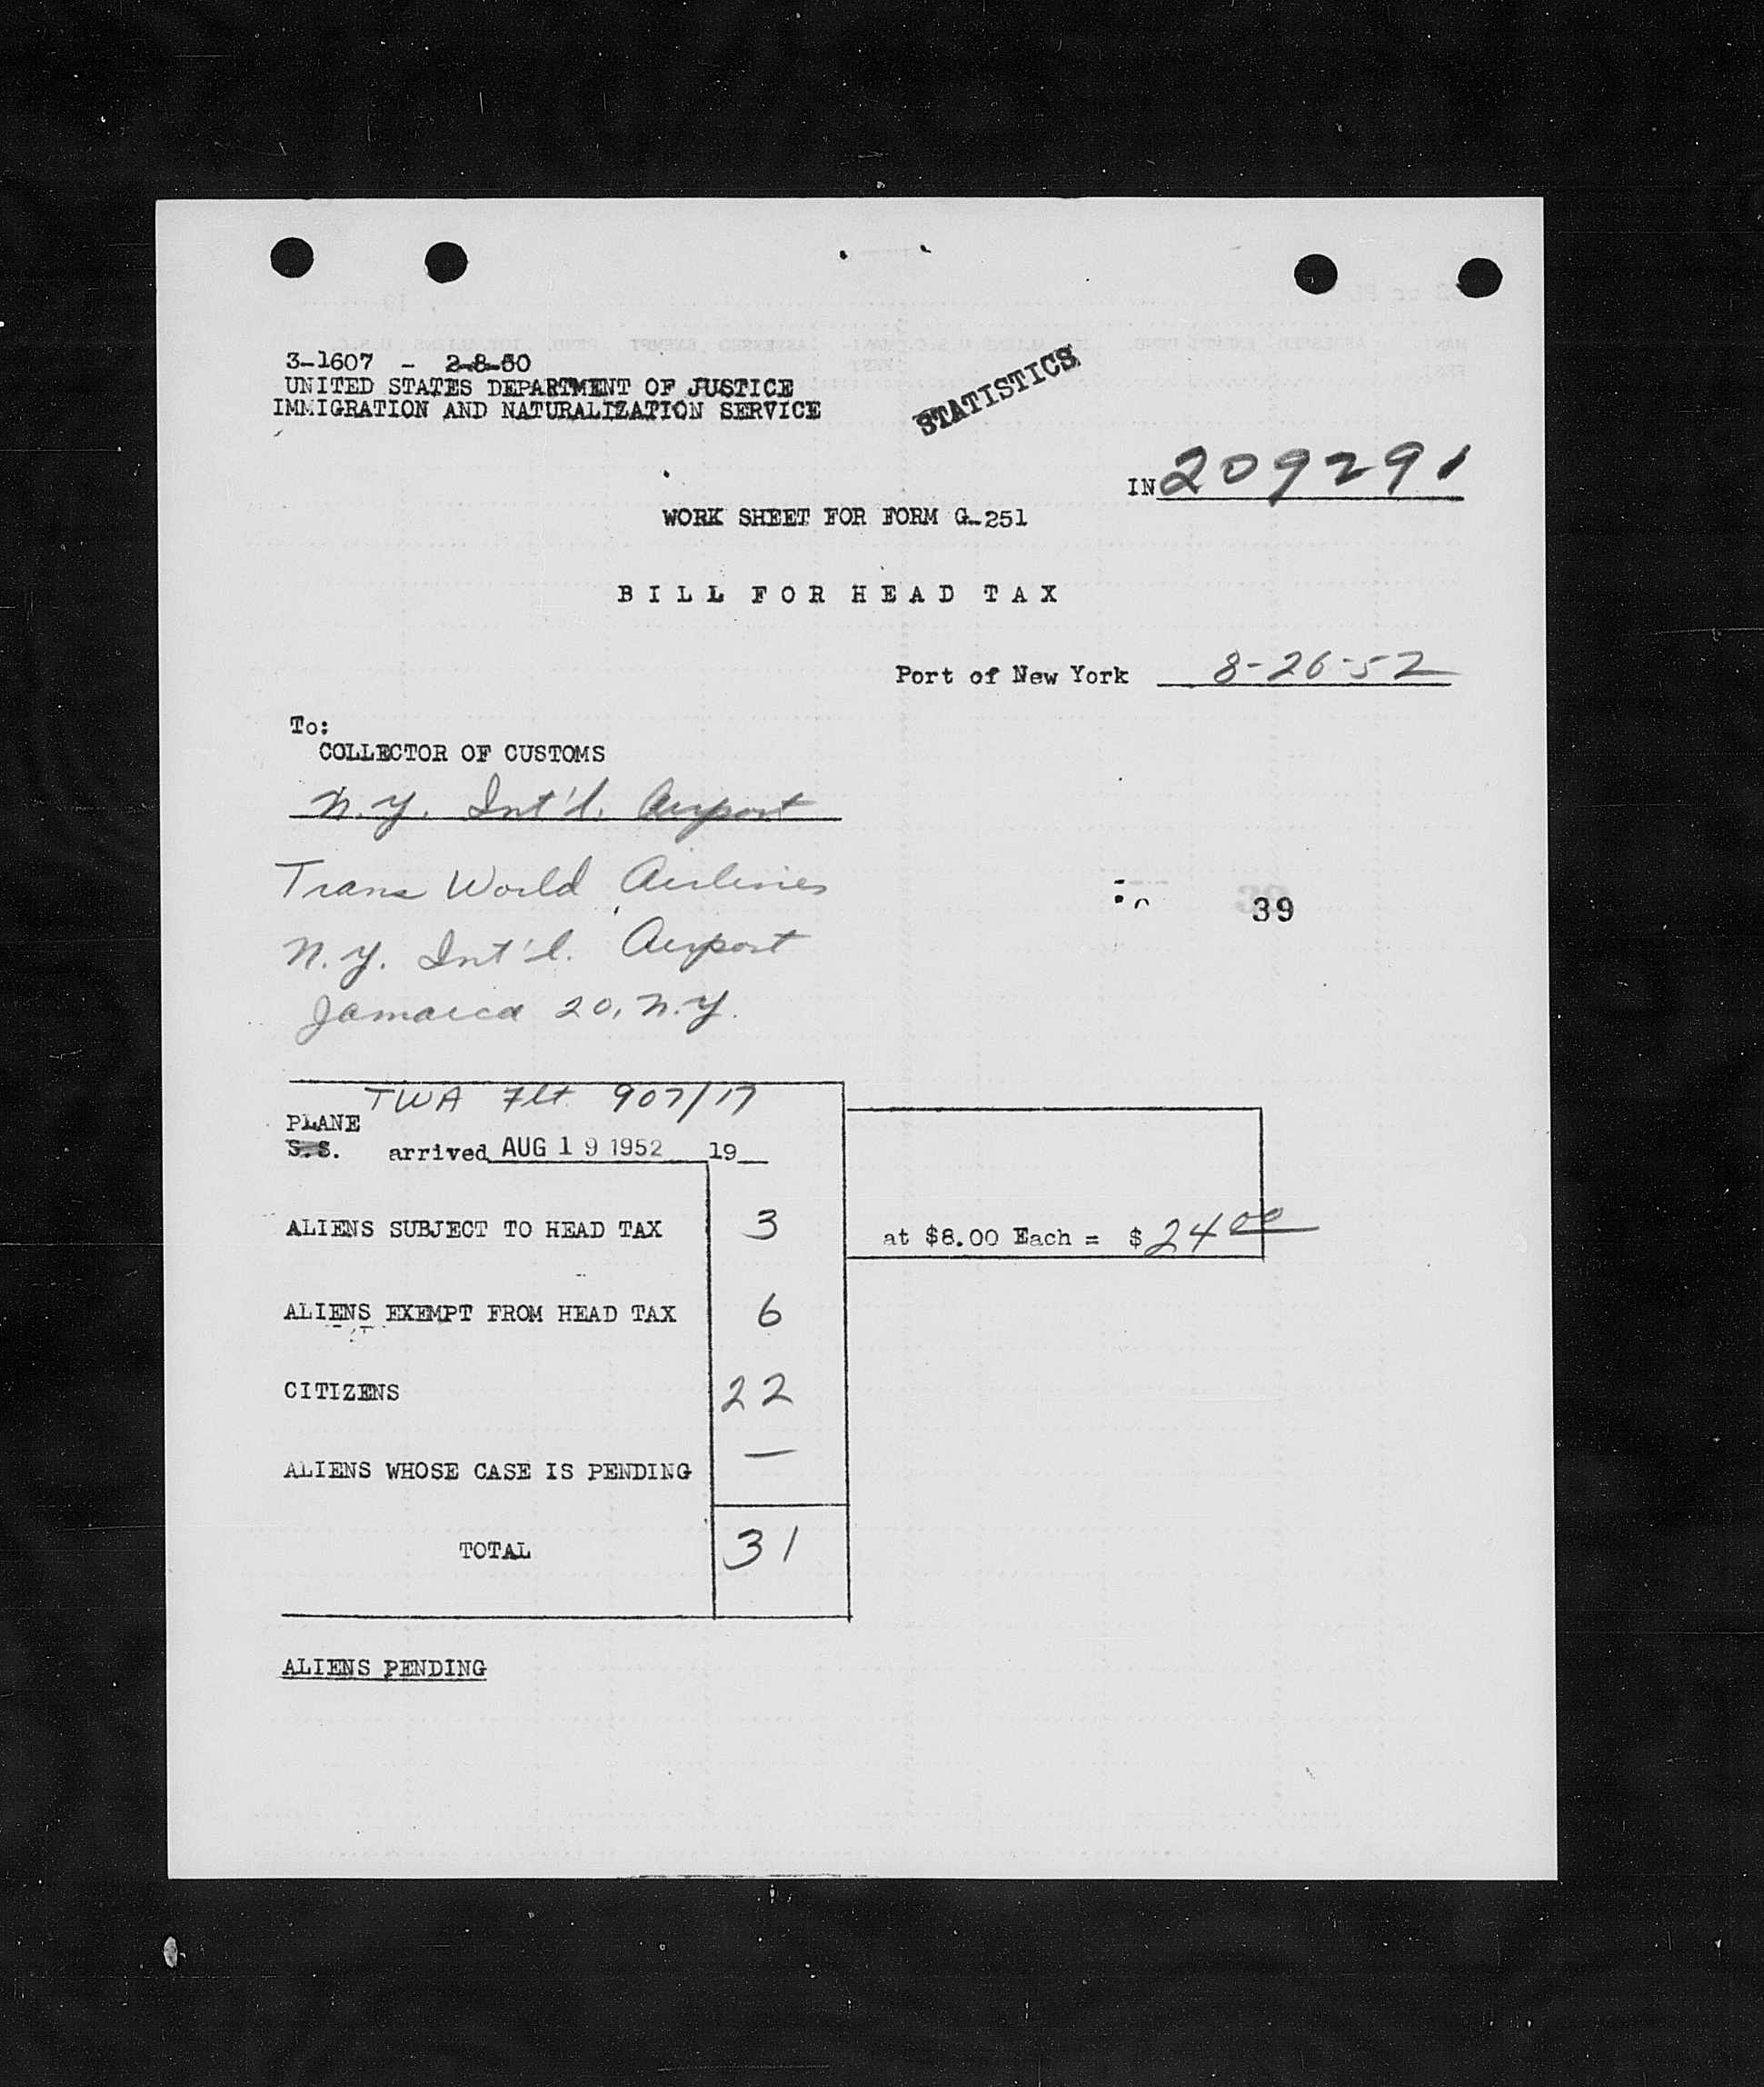 3-1607 - 2-8-50
UNITED STATES DEPARTMENT OF JUSTICE
IMMIGRATION AND NATURALIZATION SERVICE
STATISTICS
IN 209291
WORK SHEET FOR FORM G-251
BILL FOR HEAD TAX
Port of New York 8-26-52
To:
COLLECTOR OF CUSTOMS
N.Y. Int'l. Airport
Trans World Airlines
N.Y. Int'l. Airport
Jamaica 20, N.Y.
39
TWA Flt 907/17
PLANE
S.S. arrived AUG 19 1952 19
ALIENS SUBJECT TO HEAD TAX 3 at $8.00 Each = $24 00
ALIENS EXEMPT FROM HEAD TAX 6
CITIZENS 22
ALIENS WHOSE CASE IS PENDING —
TOTAL 31
ALIENS PENDING